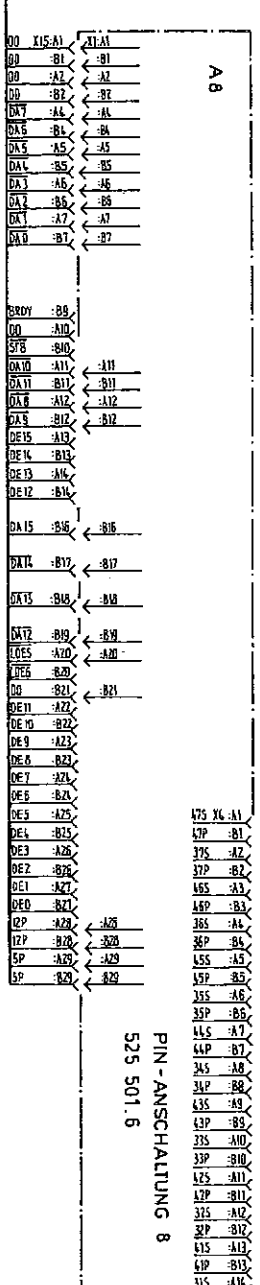 D0 X15:A1 X1:A1
D0 :B1 :B1
D0 :A2 :A2
D0 :B2 :B2
DA7 :A4 :A4
DA6 :B4 :B4
DA5 :A5 :A5
DA4 :B5 :B5
DA3 :A6 :A6
DA2 :B6 :B6
DA1 :A7 :A7
DA0 :B7 :B7
BRDY :B9
D0 :A10
STB :B10
DA10 :A11 :A11
DA11 :B11 :B11
DA8 :A12 :A12
DA9 :B12 :B12
DE15 :A13
DE14 :B13
DE13 :A14
DE12 :B14
DA15 :B16 :B16
DA14 :B17 :B17
DA13 :B18 :B18
DA12 :B19 :B19
LOES :A20 :A20
:B20
D0 :B21 :B21
DE11 :A22
DE10 :B22
DE9 :A23
DE8 :B23
DE7 :A24
DE6 :B24
DE5 :A25
DE4 :B25
DE3 :A26
DE2 :B26
DE1 :A27
DE0 :B27
12P :A28 :A28
12P :B28 :B28
5P :A29 :A29
5P :B29 :B29
A8
PIN-ANSCHALTUNG 8
525 501.6
47S X4:A1
47P :B1
37S :A2
37P :B2
46S :A3
46P :B3
36S :A4
36P :B4
45S :A5
45P :B5
35S :A6
35P :B6
44S :A7
44P :B7
34S :A8
34P :B8
43S :A9
43P :B9
33S :A10
33P :B10
42S :A11
42P :B11
32S :A12
32P :B12
41S :A13
41P :B13
31S :A14